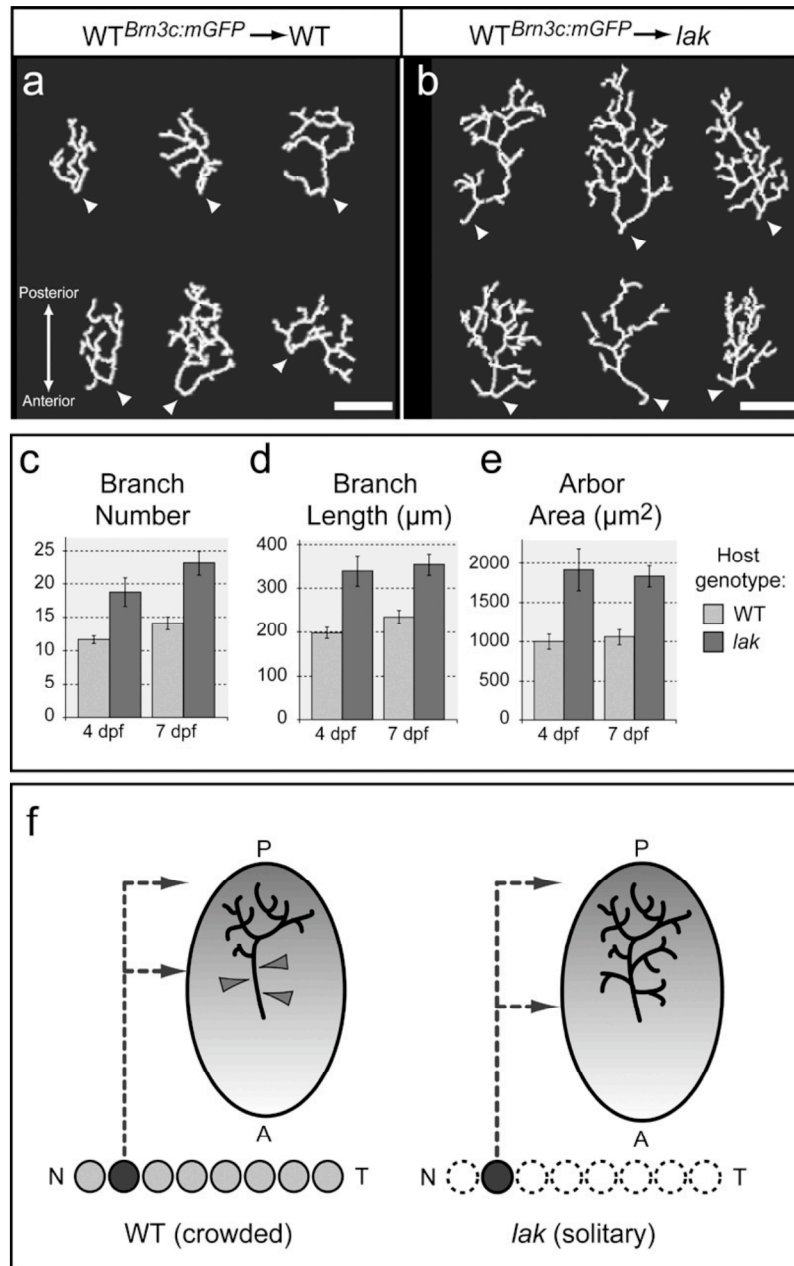 WT^Brn3c:mGFP → WT
WT^Brn3c:mGFP → lak
a
b
Posterior
Anterior
c
Branch
Number
25
20
15
10
5
0
4 dpf
7 dpf
d
Branch
Length (µm)
400
300
200
100
0
4 dpf
7 dpf
e
Arbor
Area (µm²)
2000
1500
1000
500
0
4 dpf
7 dpf
Host
genotype:
WT
lak
f
P
A
N
T
WT (crowded)
P
A
N
T
lak (solitary)